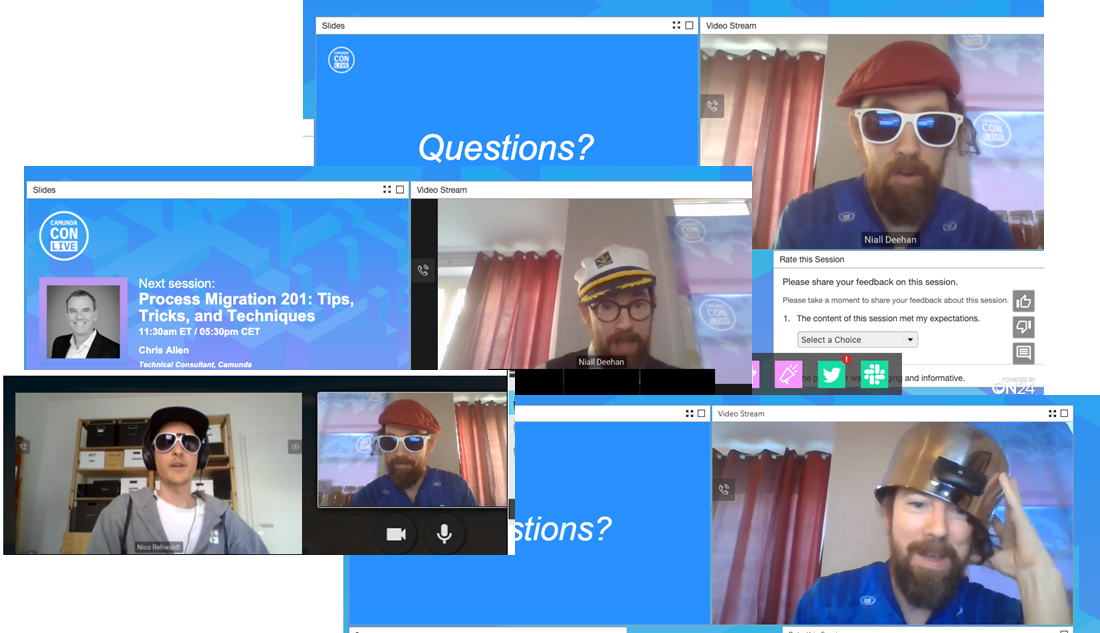 Slides
Video Stream
CAMUNDA
CON
LIVE
Questions?
CON
LIVE
Niall Deehan
Slides
Video Stream
CAMUNDA
CON
LIVE
Next session:
Process Migration 201: Tips,
Tricks, and Techniques
11:30am ET / 05:30pm CET
Chris Allen
Technical Consultant, Camunda
CON
LIVE
Niall Deehan
Rate this Session
Please share your feedback on this session.
Please take a moment to share your feedback about this session.
1. The content of this session met my expectations.
Select a Choice
!
and informative.
POWERED BY
ON24
Nico Rehwaldt
Video Stream
stions?